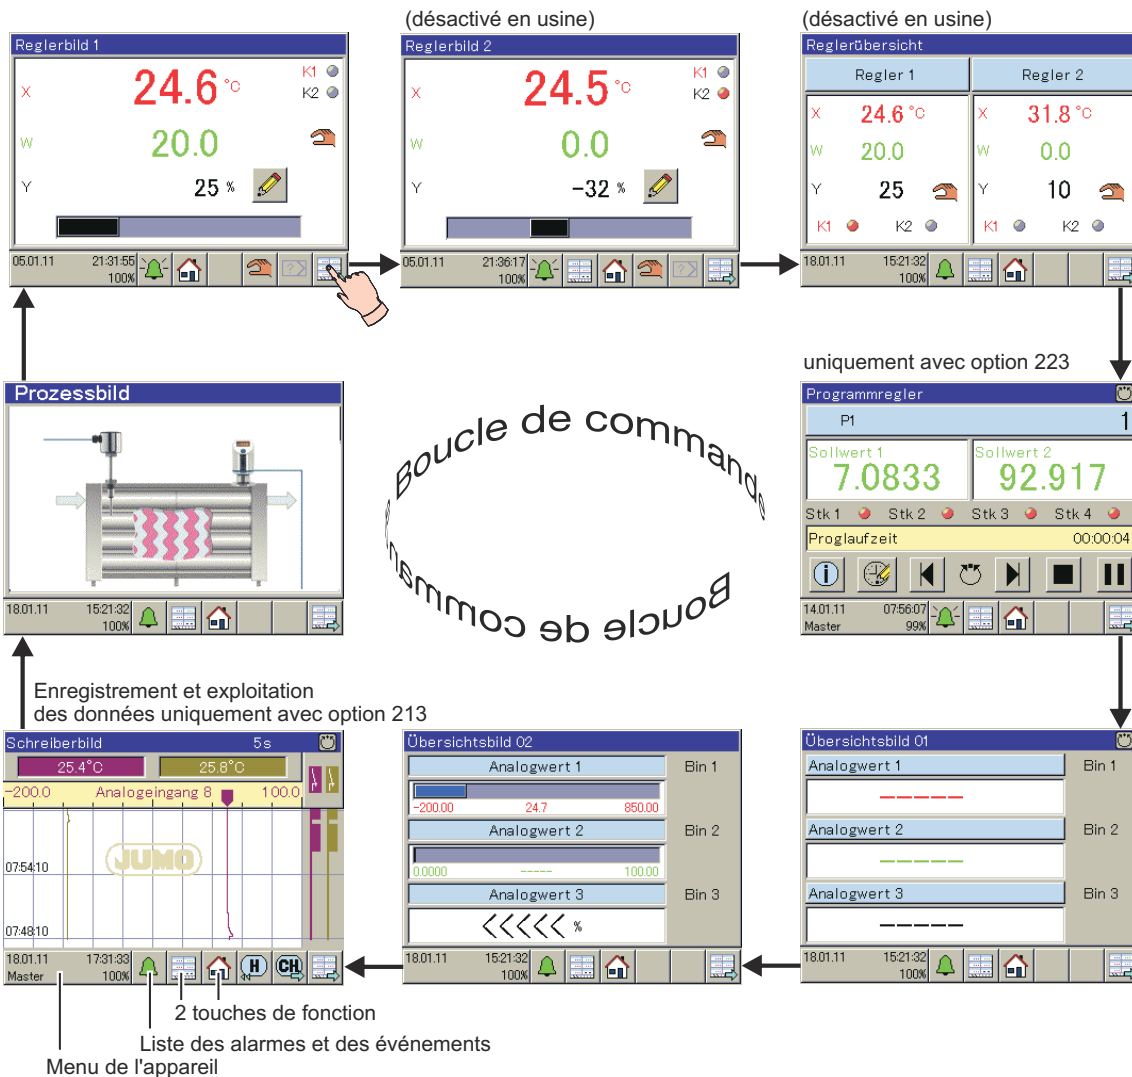 (désactivé en usine)
(désactivé en usine)
Reglerbild 1
X 24.6 °C K1
K2
W 20.0
Y 25 %
05.01.11 21:31:55
100%
Reglerbild 2
X 24.5 °C K1
K2
W 0.0
Y -32 %
05.01.11 21:36:17
100%
Reglerübersicht
Regler 1 Regler 2
X 24.6 °C X 31.8 °C
W 20.0 W 0.0
Y 25 Y 10
K1 K2 K1 K2
18.01.11 15:21:32
100%
uniquement avec option 223
Prozessbild
18.01.11 15:21:32
100%
Boucle de commande
Boucle de comman
Programmregler
P1 1
Sollwert 1 Sollwert 2
7.0833 92.917
Stk 1 Stk 2 Stk 3 Stk 4
Proglaufzeit 00:00:04
14.01.11 07:56:07
Master 99%
Enregistrement et exploitation
des données uniquement avec option 213
Schreiberbild 5s
25.4°C 25.8°C
-200.0 Analogeingang 8 100.0
07:54:10
JUMO
07:48:10
18.01.11 17:31:33
Master 100%
H CH
Übersichtsbild 02
Analogwert 1 Bin 1
-200.00 24.7 850.00
Analogwert 2 Bin 2
0.0000 ----- 100.00
Analogwert 3 Bin 3
<<<<< %
18.01.11 15:21:32
100%
Übersichtsbild 01
Analogwert 1 Bin 1
-----
Analogwert 2 Bin 2
-----
Analogwert 3 Bin 3
-----
18.01.11 15:21:32
100%
2 touches de fonction
Liste des alarmes et des événements
Menu de l'appareil